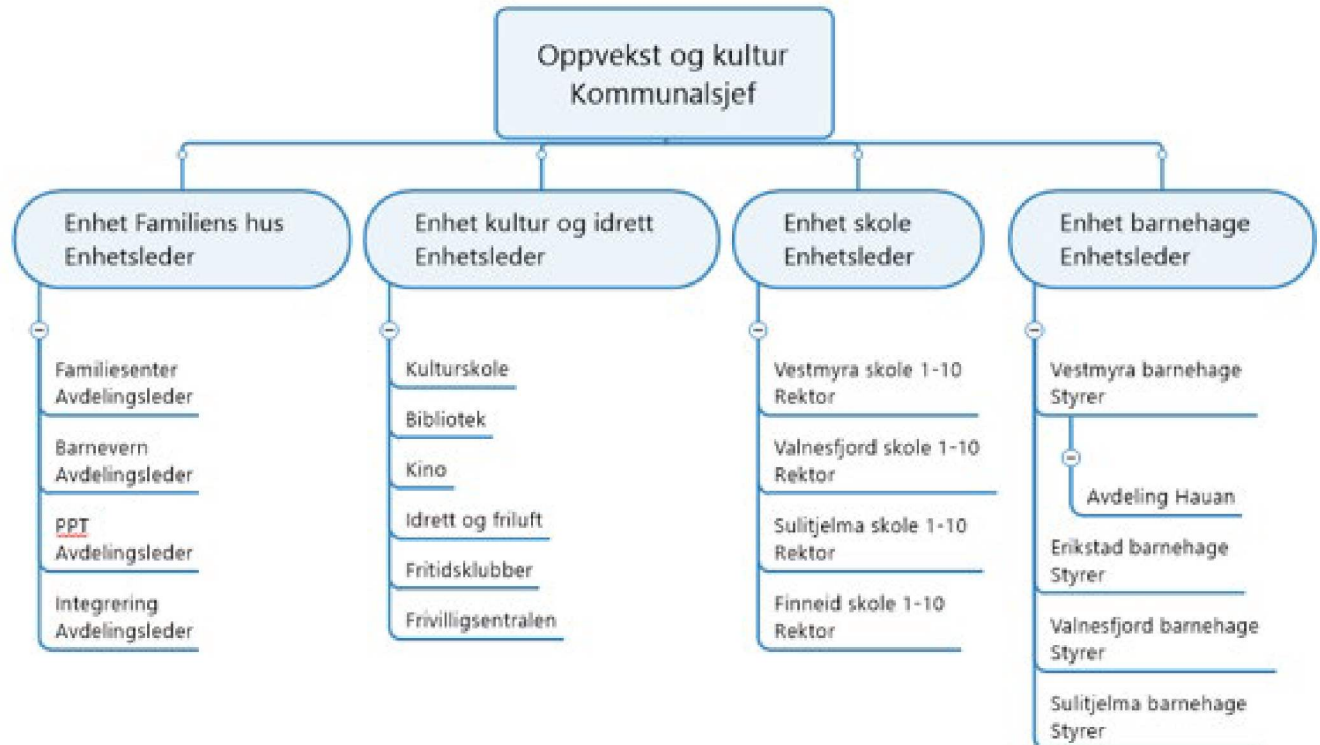 Oppvekst og kultur
Kommunalsjef
Enhet Familiens hus
Enhetsleder
Familiesenter
Avdelingsleder
Barnevern
Avdelingsleder
PPT
Avdelingsleder
Integrering
Avdelingsleder
Enhet kultur og idrett
Enhetsleder
Kulturskole
Bibliotek
Kino
Idrett og friluft
Fritidsklubber
Frivilligsentralen
Enhet skole
Enhetsleder
Vestmyra skole 1-10
Rektor
Valnesfjord skole 1-10
Rektor
Sulitjelma skole 1-10
Rektor
Finneid skole 1-10
Rektor
Enhet barnehage
Enhetsleder
Vestmyra barnehage
Styrer
Avdeling Hauan
Erikstad barnehage
Styrer
Valnesfjord barnehage
Styrer
Sulitjelma barnehage
Styrer